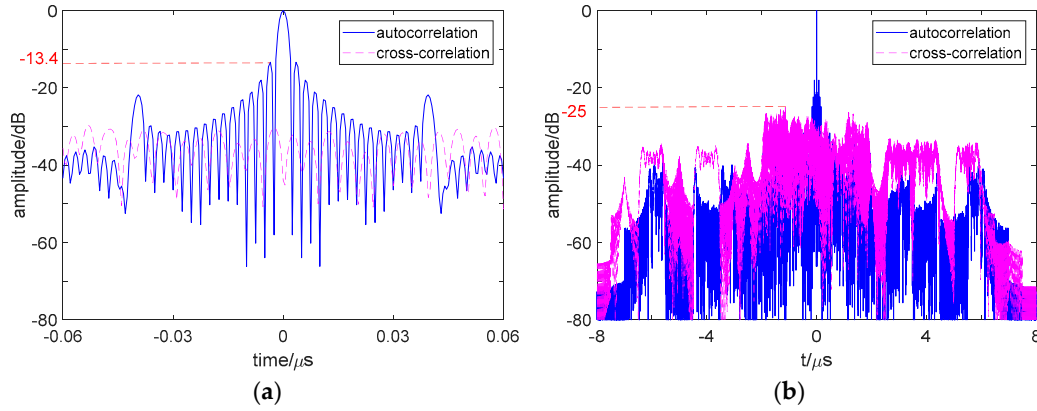 0
-13.4
-20
-40
-60
-80
amplitude/dB
autocorrelation
cross-correlation
-0.06 -0.03 0 0.03 0.06
time/μs
(a)
0
-20
-25
-40
-60
-80
amplitude/dB
autocorrelation
cross-correlation
-8 -4 0 4 8
t/μs
(b)